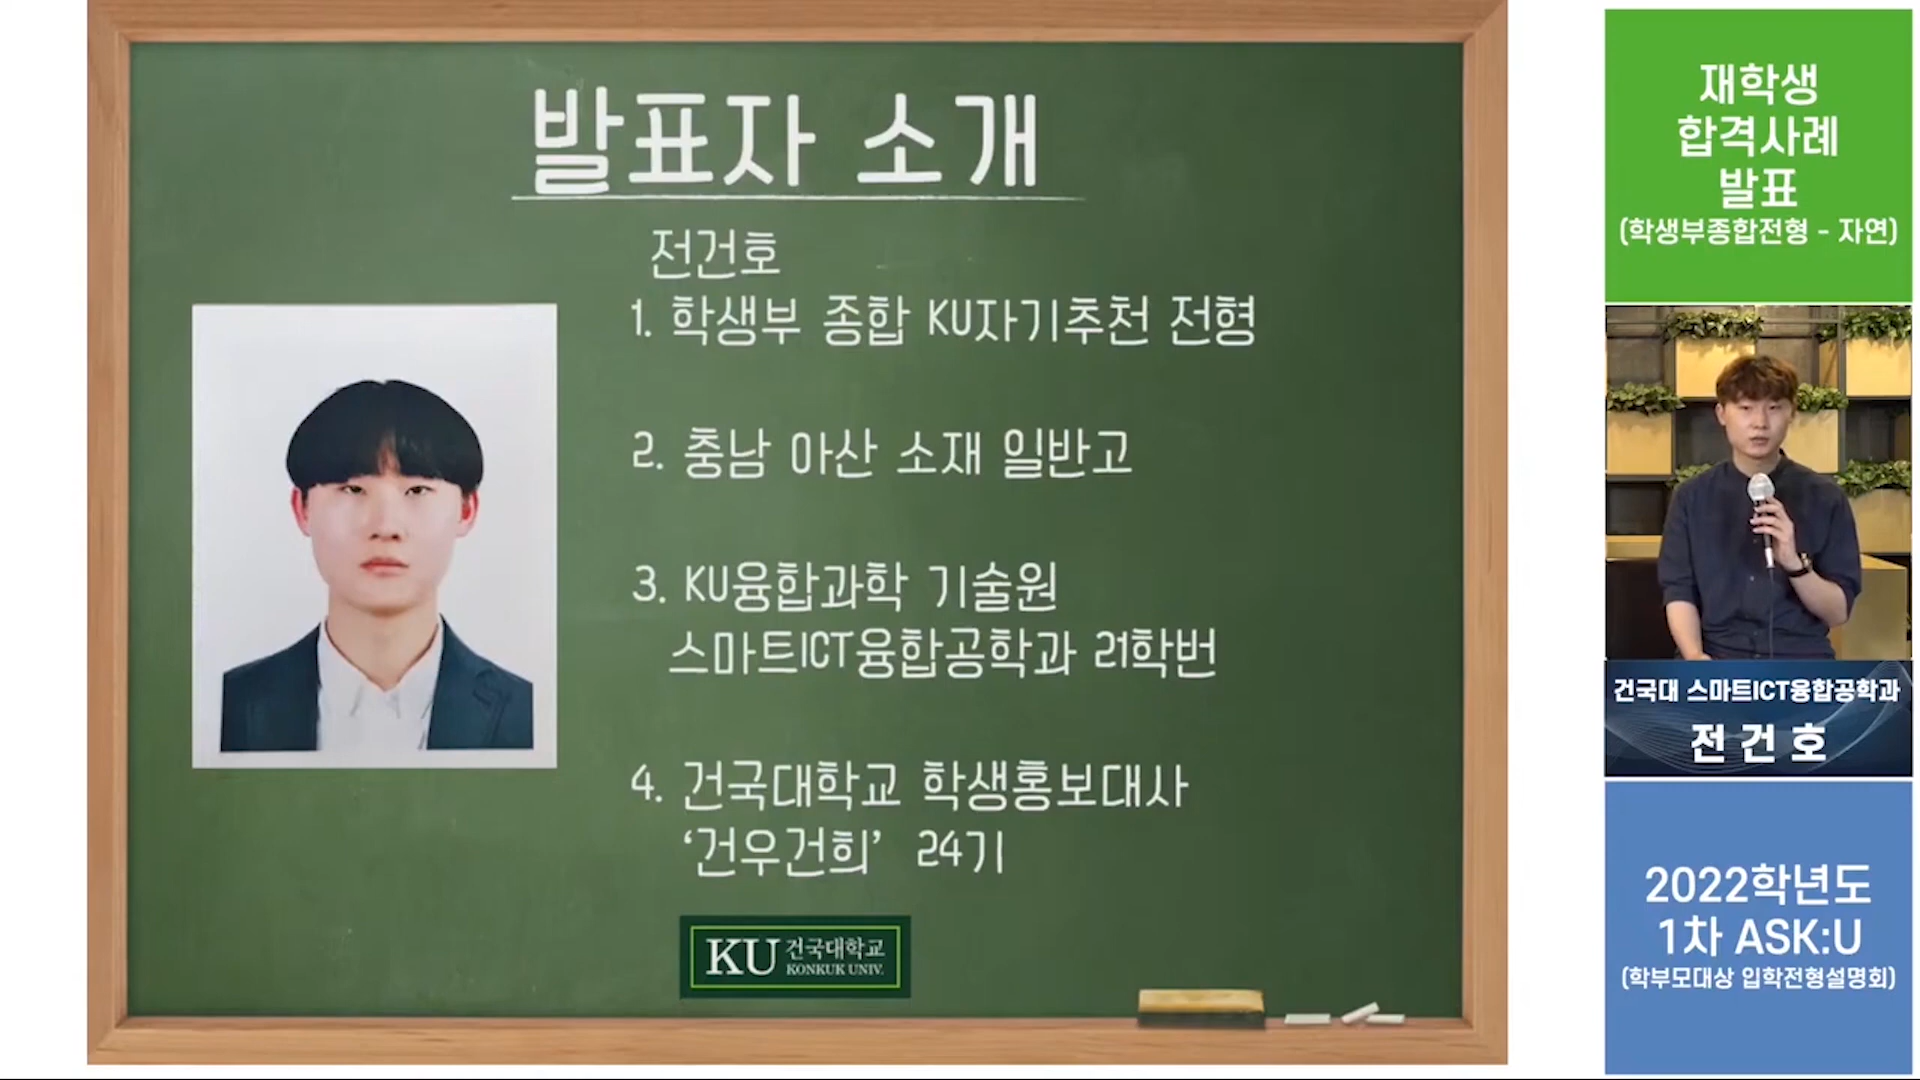 발표자 소개
전건호
1. 학생부 종합 KU자기추천 전형
2. 충남 아산 소재 일반고
3. KU융합과학 기술원
스마트ICT융합공학과 21학번
4. 건국대학교 학생홍보대사
‘건우건희’ 24기
KU 건국대학교
KONKUK UNIV.
재학생
합격사례
발표
(학생부종합전형 - 자연)
건국대 스마트ICT융합공학과
전건호
2022학년도
1차 ASK:U
(학부모대상 입학전형설명회)